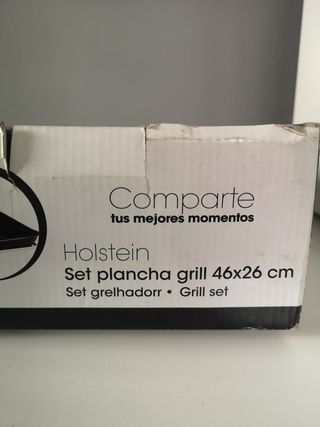 Comparte
tus mejores momentos
Holstein
Set plancha grill 46x26 cm
Set grelhadorr • Grill set